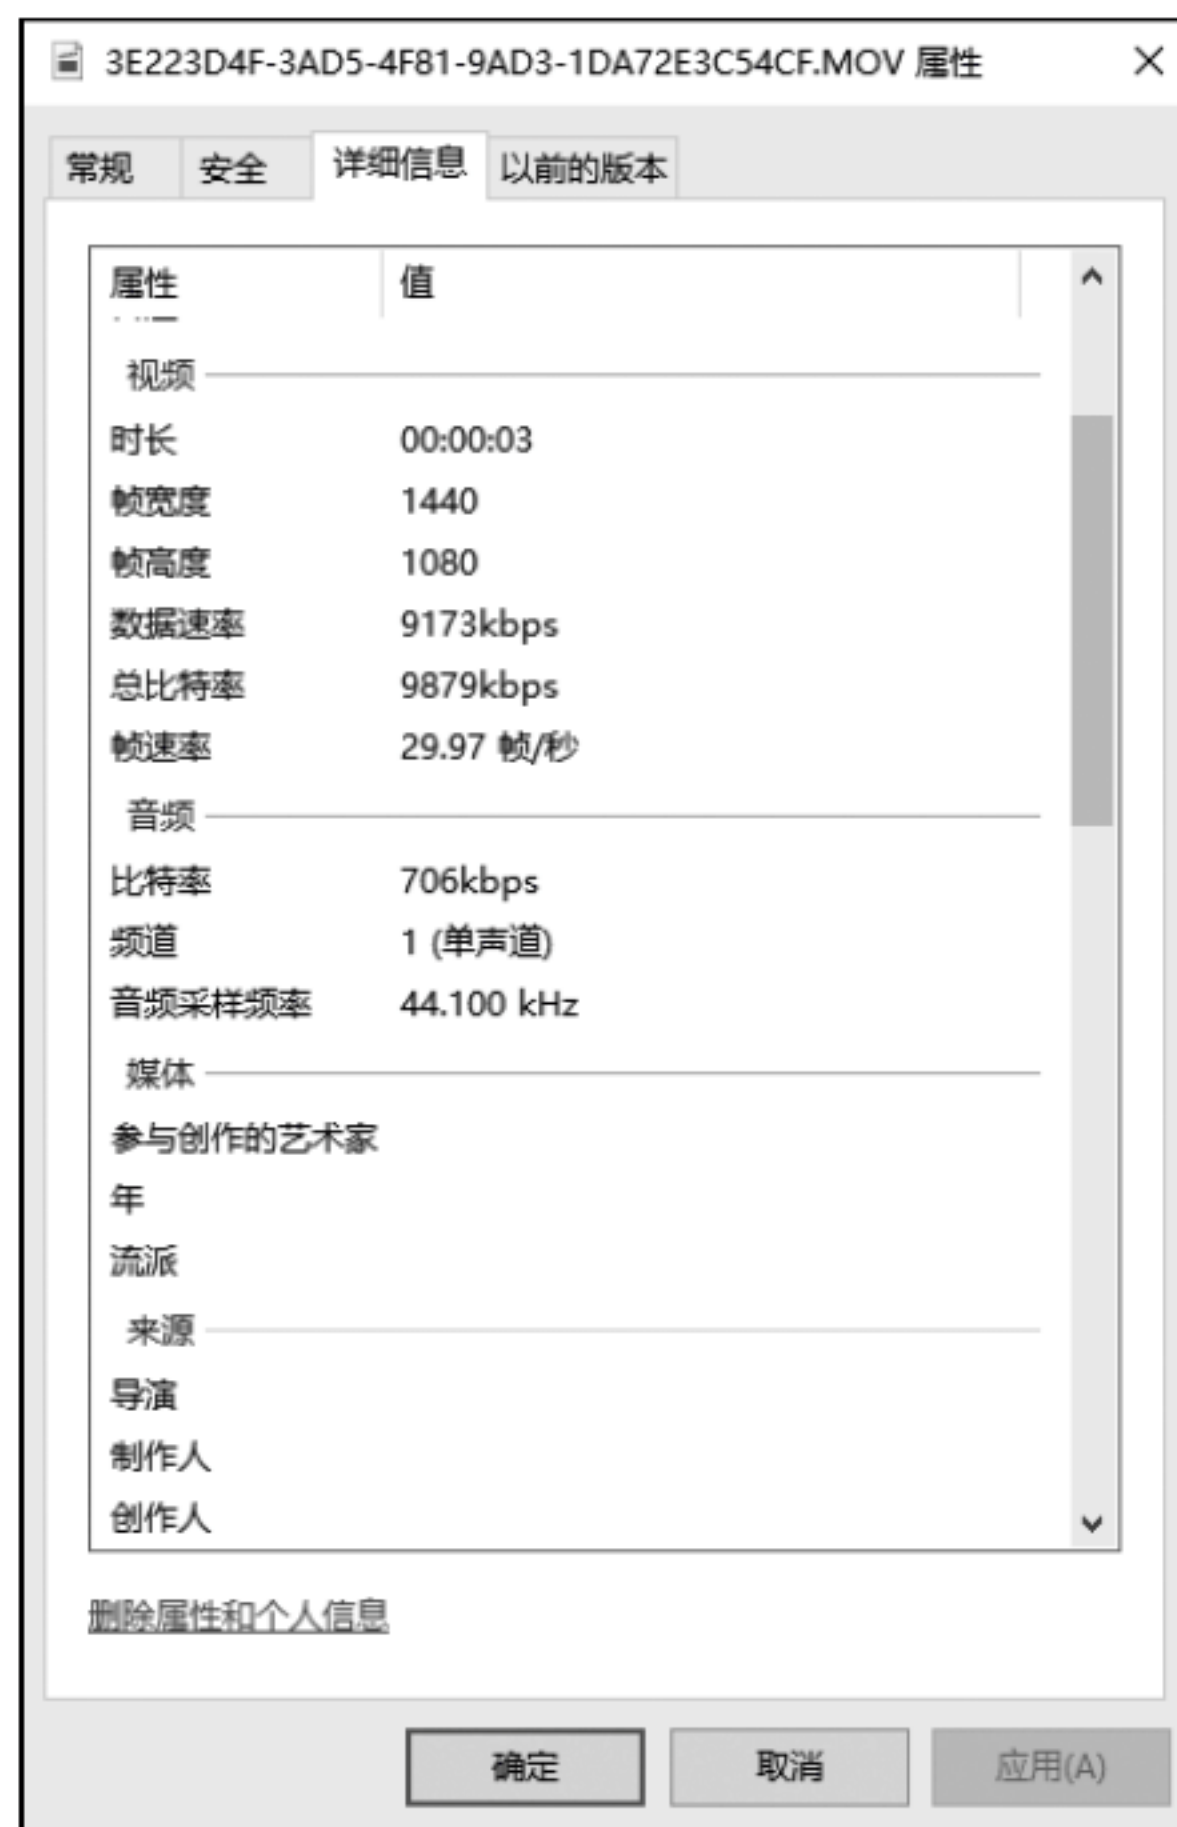 3E223D4F-3AD5-4F81-9AD3-1DA72E3C54CF.MOV 属性
常规 安全 详细信息 以前的版本
属性 值
视频
时长 00:00:03
帧宽度 1440
帧高度 1080
数据速率 9173kbps
总比特率 9879kbps
帧速率 29.97 帧/秒
音频
比特率 706kbps
频道 1 (单声道)
音频采样频率 44.100 kHz
媒体
参与创作的艺术家
年
流派
来源
导演
制作人
创作人
删除属性和个人信息
确定 取消 应用(A)